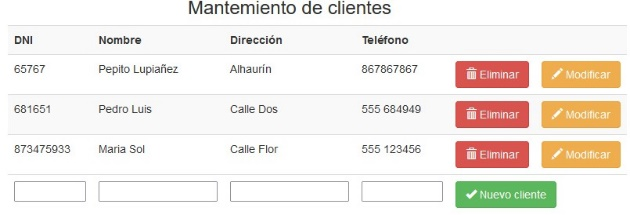 Mantemiento de clientes
DNI Nombre Dirección Teléfono
65767 Pepito Lupiañez Alhaurín 867867867 Eliminar Modificar
681651 Pedro Luis Calle Dos 555 684949 Eliminar Modificar
873475933 Maria Sol Calle Flor 555 123456 Eliminar Modificar
Nuevo cliente